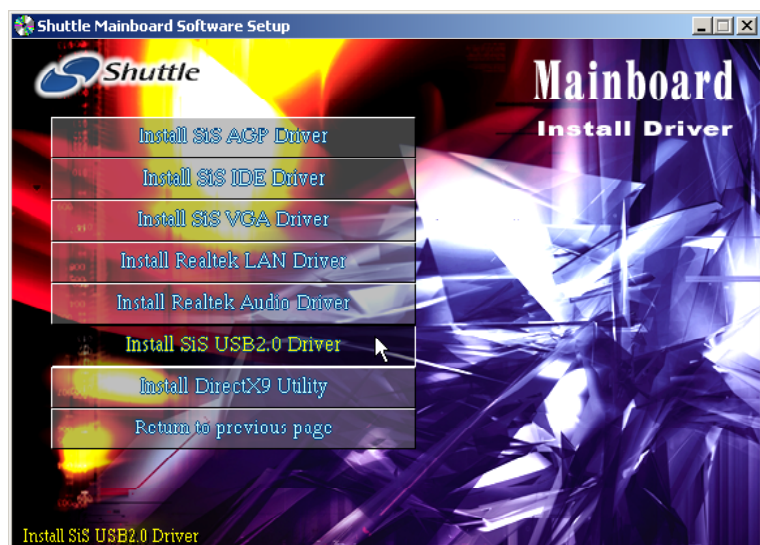 Shuttle Mainboard Software Setup
Shuttle
Mainboard
Install Driver
Install SiS AGP Driver
Install SiS IDE Driver
Install SiS VGA Driver
Install Realtek LAN Driver
Install Realtek Audio Driver
Install SiS USB2.0 Driver
Install DirectX9 Utility
Return to previous page
Install SiS USB2.0 Driver